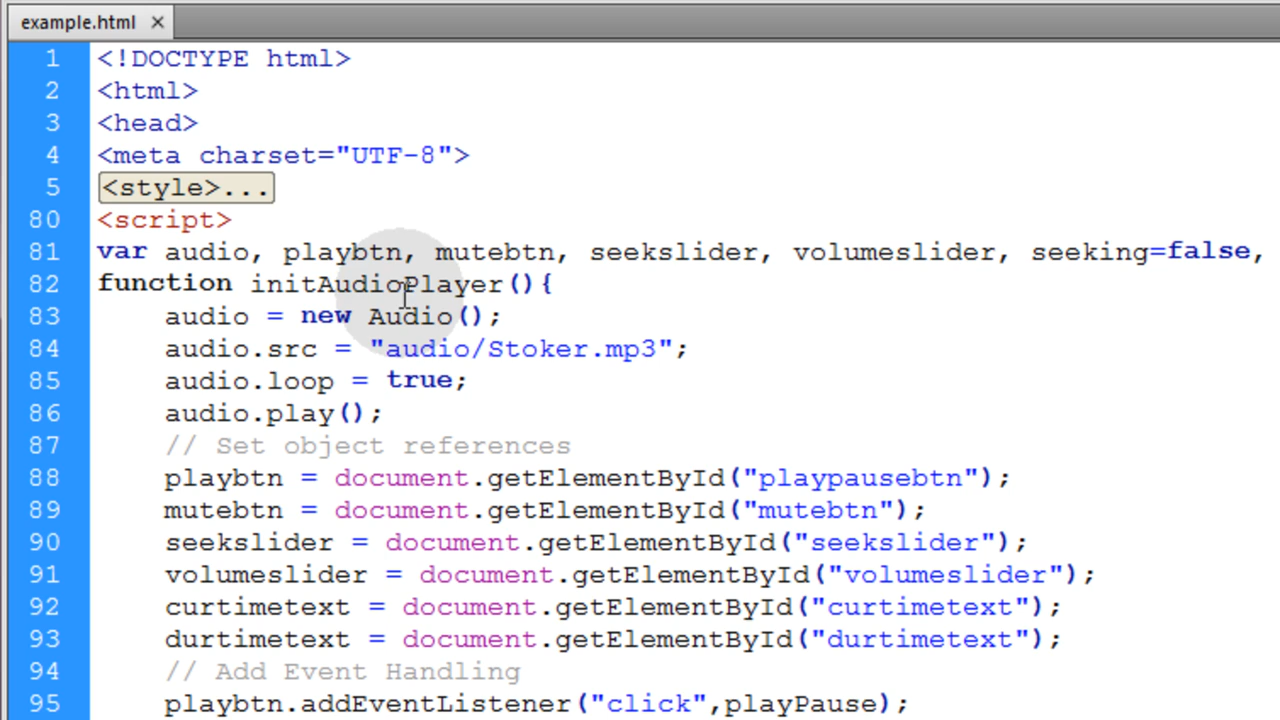 example.html ×
1 <!DOCTYPE html>
2 <html>
3 <head>
4 <meta charset="UTF-8">
5 <style>...
80 <script>
81 var audio, playbtn, mutebtn, seekslider, volumeslider, seeking=false,
82 function initAudioPlayer(){
83 audio = new Audio();
84 audio.src = "audio/Stoker.mp3";
85 audio.loop = true;
86 audio.play();
87 // Set object references
88 playbtn = document.getElementById("playpausebtn");
89 mutebtn = document.getElementById("mutebtn");
90 seekslider = document.getElementById("seekslider");
91 volumeslider = document.getElementById("volumeslider");
92 curtimetext = document.getElementById("curtimetext");
93 durtimetext = document.getElementById("durtimetext");
94 // Add Event Handling
95 playbtn.addEventListener("click",playPause);